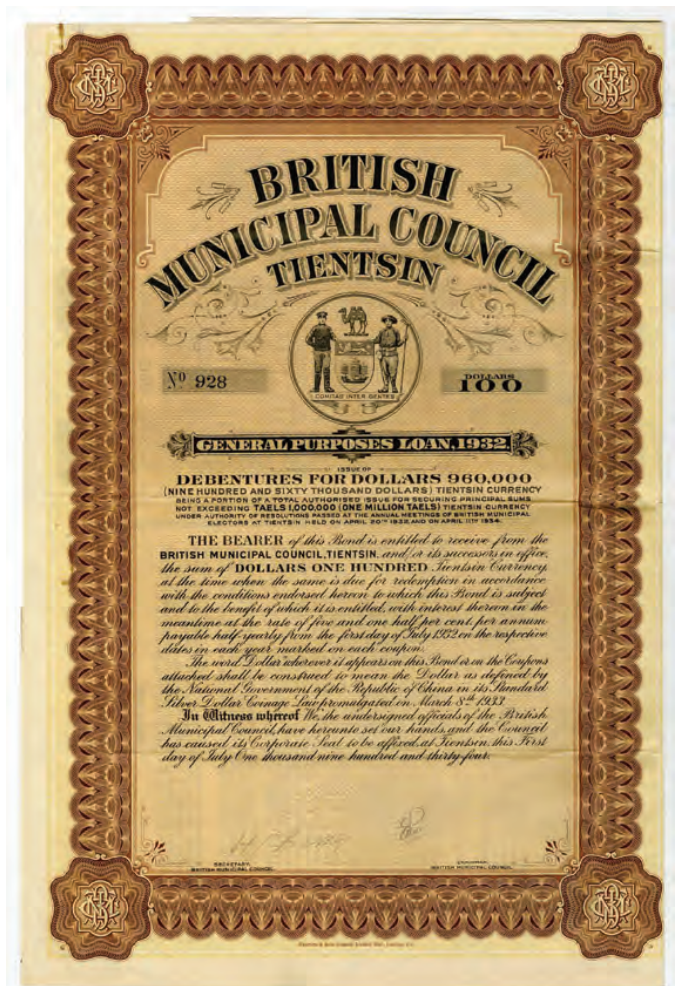 BRITISH
MUNICIPAL COUNCIL
TIENTSIN
COMITAS INTER GENTES
Nº 928
DOLLARS
100
GENERAL PURPOSES LOAN, 1932.
ISSUE OF
DEBENTURES FOR DOLLARS 960,000
(NINE HUNDRED AND SIXTY THOUSAND DOLLARS) TIENTSIN CURRENCY
BEING A PORTION OF A TOTAL AUTHORISED ISSUE FOR SECURING PRINCIPAL SUMS
NOT EXCEEDING TAELS 1,000,000 (ONE MILLION TAELS) TIENTSIN CURRENCY
UNDER AUTHORITY OF RESOLUTIONS PASSED AT THE ANNUAL MEETINGS OF BRITISH MUNICIPAL
ELECTORS AT TIENTSIN HELD ON APRIL 20TH 1932 AND ON APRIL 11TH 1934.
THE BEARER of this Bond is entitled to receive from the
BRITISH MUNICIPAL COUNCIL, TIENTSIN, and/or its successors in office,
the sum of DOLLARS ONE HUNDRED Tientsin Currency
at the time when the same is due for redemption in accordance
with the conditions endorsed hereon to which this Bond is subject
and to the benefit of which it is entitled, with interest thereon in the
meantime at the rate of five and one half per cent. per annum
payable half-yearly from the first day of July 1932 on the respective
dates in each year marked on each coupon.
The word "Dollar" wherever it appears on this Bond or on the Coupons
attached shall be construed to mean the Dollar as defined by
the National Government of the Republic of China in its Standard
Silver Dollar Coinage Law promulgated on March 8th 1933.
In Witness whereof We, the undersigned officials of the British
Municipal Council, have hereunto set our hands, and the Council
has caused its Corporate Seal to be affixed, at Tientsin, this First
day of July One thousand nine hundred and thirty-four.
SECRETARY,
BRITISH MUNICIPAL COUNCIL.
CHAIRMAN,
BRITISH MUNICIPAL COUNCIL.